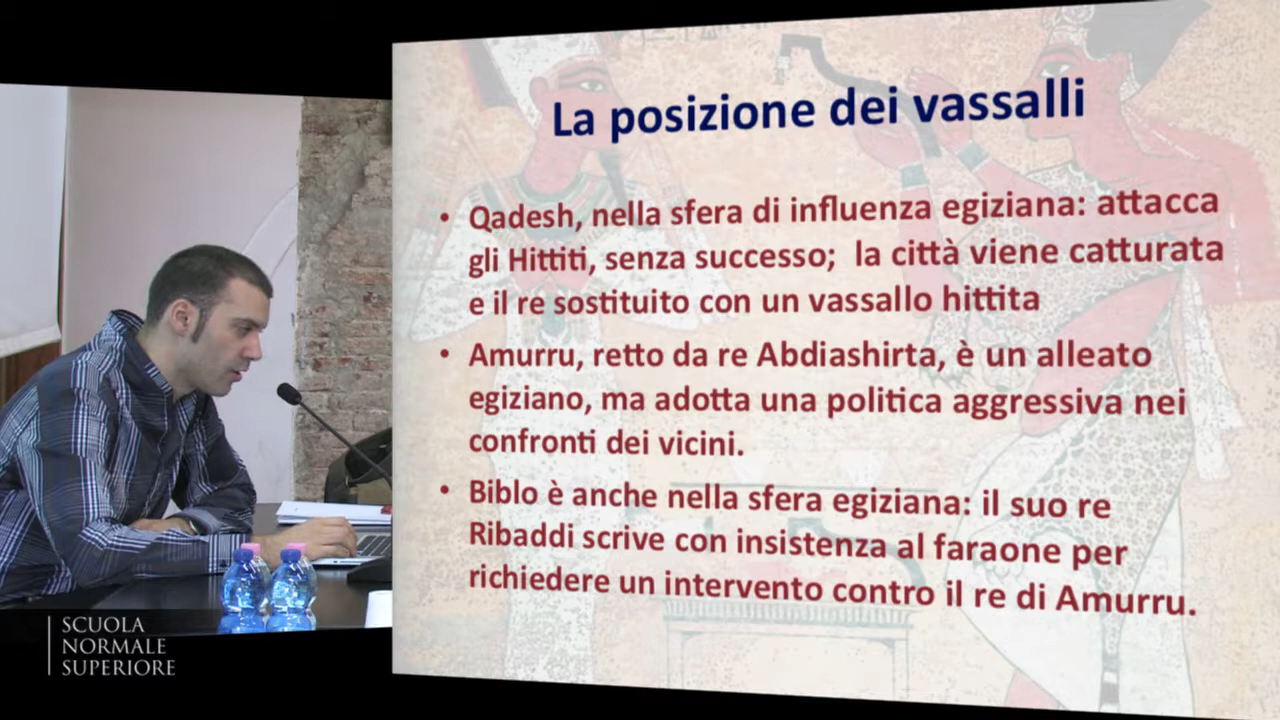 La posizione dei vassalli
• Qadesh, nella sfera di influenza egiziana: attacca
gli Hittiti, senza successo; la città viene catturata
e il re sostituito con un vassallo hittita
• Amurru, retto da re Abdiashirta, è un alleato
egiziano, ma adotta una politica aggressiva nei
confronti dei vicini.
• Biblo è anche nella sfera egiziana: il suo re
Ribaddi scrive con insistenza al faraone per
richiedere un intervento contro il re di Amurru.
SCUOLA
NORMALE
SUPERIORE